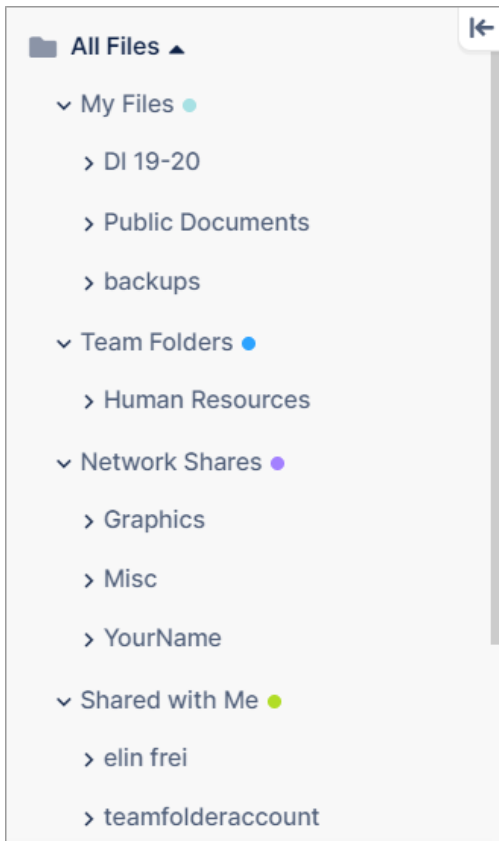 All Files
My Files
DI 19-20
Public Documents
backups
Team Folders
Human Resources
Network Shares
Graphics
Misc
YourName
Shared with Me
elin frei
teamfolderaccount